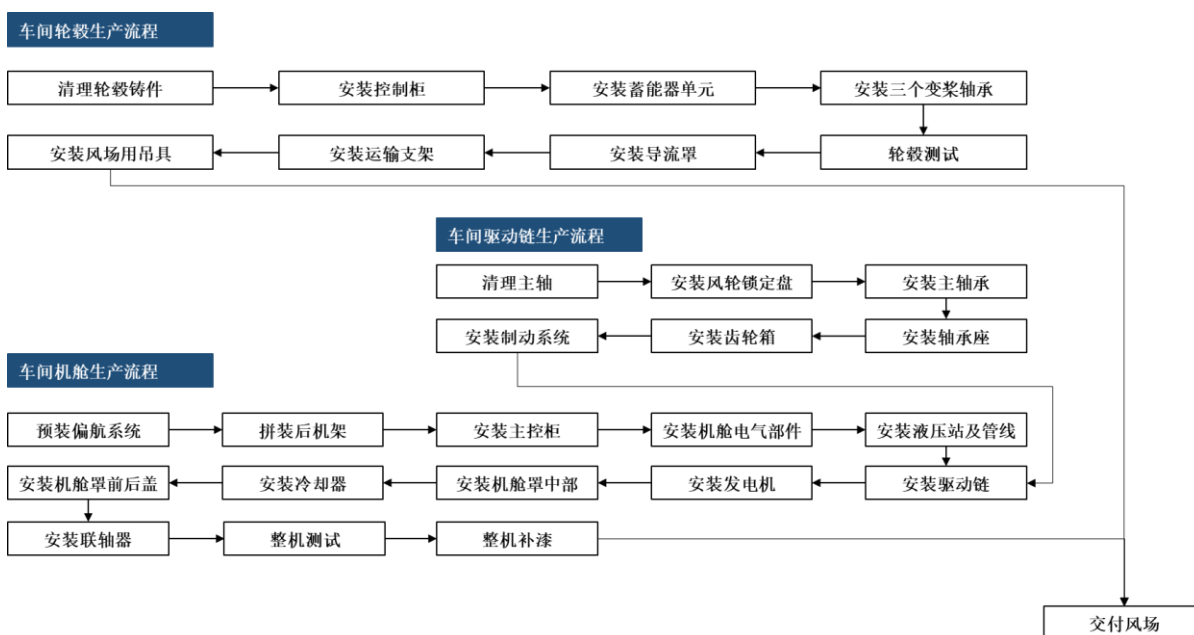 车间轮毂生产流程
清理轮毂铸件
安装控制柜
安装蓄能器单元
安装三个变桨轴承
安装风场用吊具
安装运输支架
安装导流罩
轮毂测试
车间驱动链生产流程
清理主轴
安装风轮锁定盘
安装主轴承
安装制动系统
安装齿轮箱
安装轴承座
车间机舱生产流程
预装偏航系统
拼装后机架
安装主控柜
安装机舱电气部件
安装液压站及管线
安装机舱罩前后盖
安装冷却器
安装机舱罩中部
安装发电机
安装驱动链
安装联轴器
整机测试
整机补漆
交付风场